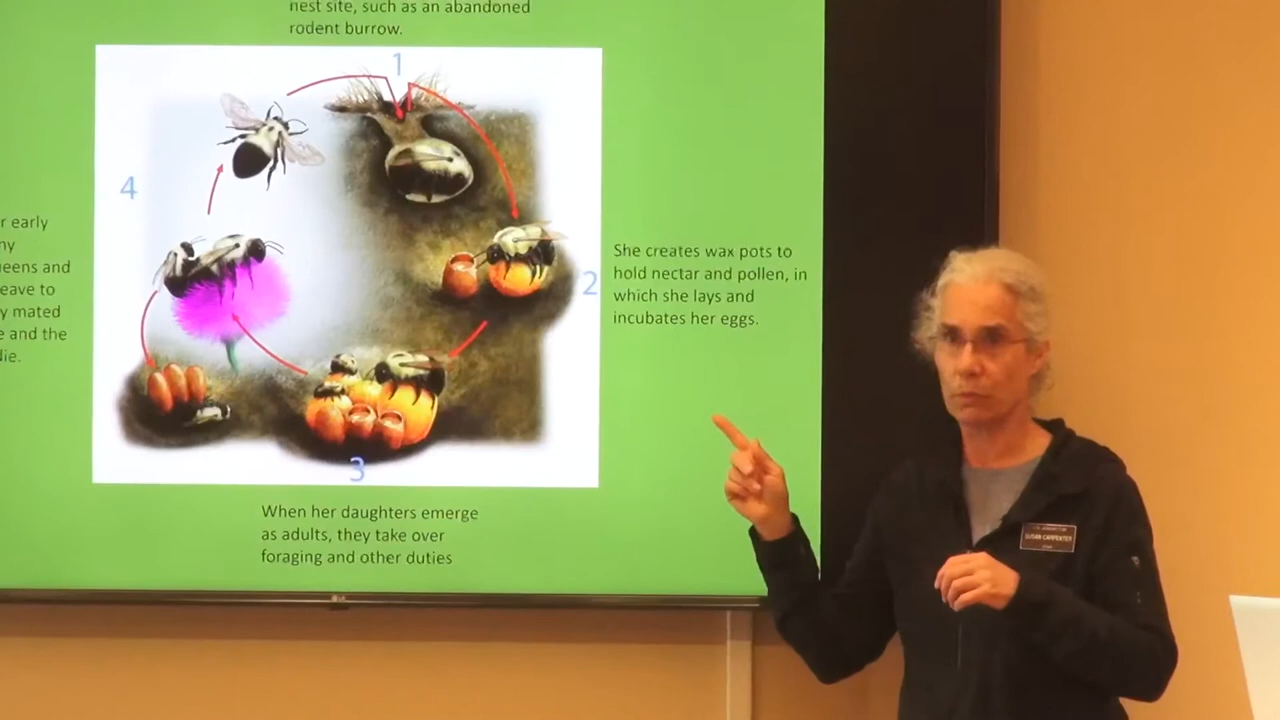 nest site, such as an abandoned
rodent burrow.
1
4
r early
ny
ueens and
eave to
y mated
e and the
die.
She creates wax pots to
hold nectar and pollen, in
which she lays and
incubates her eggs.
2
3
When her daughters emerge
as adults, they take over
foraging and other duties
SUSAN CARPENTER